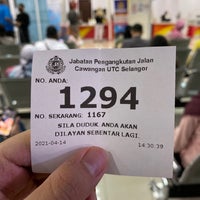 Jabatan Pengangkutan Jalan
Cawangan UTC Selangor
NO. ANDA:
1294
NO. SEKARANG: 1167
SILA DUDUK ANDA AKAN
DILAYAN SEBENTAR LAGI.
2021-04-14 14:30:39